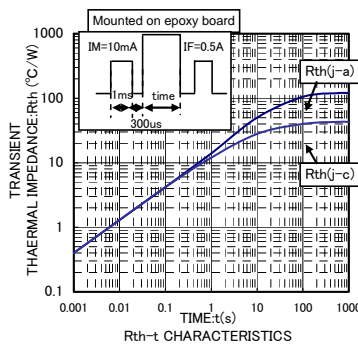 Mounted on epoxy board
IM=10mA
IF=0.5A
1ms
time
300us
Rth(j-a)
Rth(j-c)
TRANSIENT
THAERMAL IMPEDANCE:Rth (℃/W)
1000
100
10
1
0.1
0.001 0.01 0.1 1 10 100 1000
TIME:t(s)
Rth-t CHARACTERISTICS